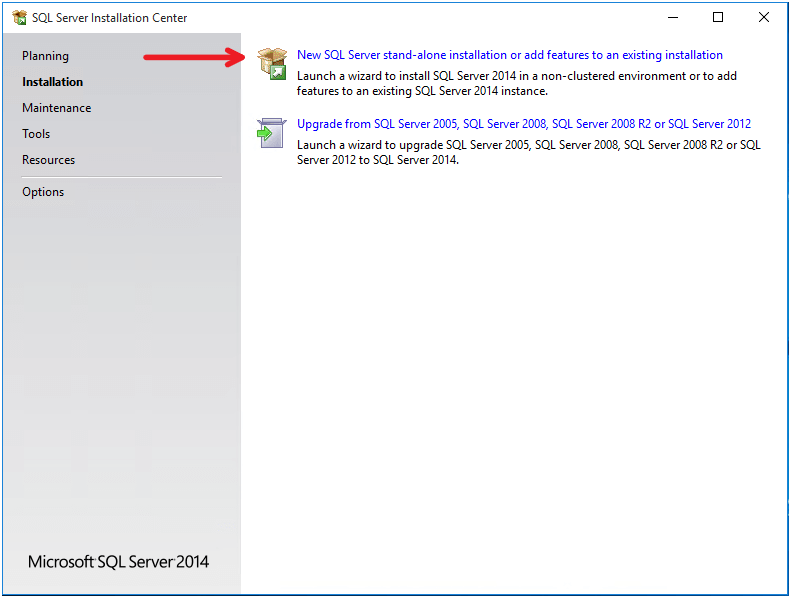 SQL Server Installation Center
Planning
Installation
Maintenance
Tools
Resources
Options
New SQL Server stand-alone installation or add features to an existing installation
Launch a wizard to install SQL Server 2014 in a non-clustered environment or to add
features to an existing SQL Server 2014 instance.
Upgrade from SQL Server 2005, SQL Server 2008, SQL Server 2008 R2 or SQL Server 2012
Launch a wizard to upgrade SQL Server 2005, SQL Server 2008, SQL Server 2008 R2 or SQL
Server 2012 to SQL Server 2014.
Microsoft SQL Server 2014